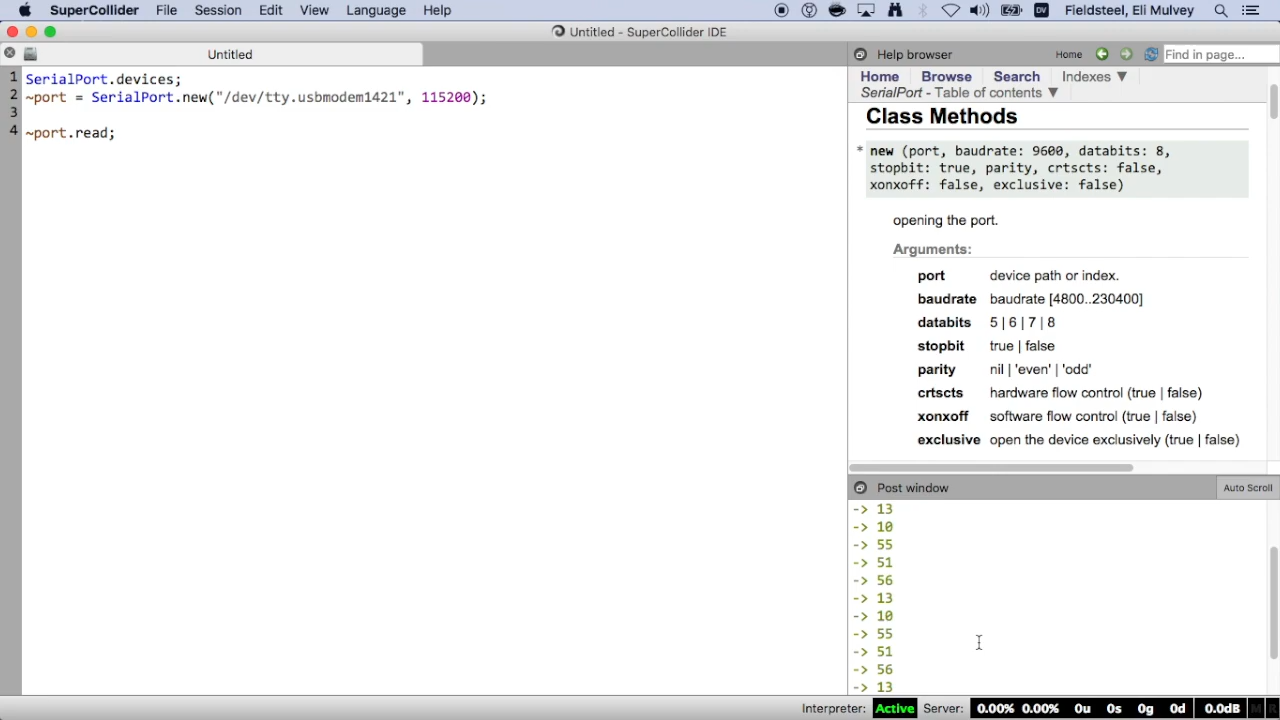 SuperCollider File Session Edit View Language Help Fieldsteel, Eli Mulvey
Untitled - SuperCollider IDE
Untitled
1 SerialPort.devices;
2 ~port = SerialPort.new("/dev/tty.usbmodem1421", 115200);
3
4 ~port.read;
Help browser Home Find in page...
Home Browse Search Indexes ▼
SerialPort - Table of contents ▼
Class Methods
* new (port, baudrate: 9600, databits: 8,
stopbit: true, parity, crtscts: false,
xonxoff: false, exclusive: false)
opening the port.
Arguments:
port device path or index.
baudrate baudrate [4800..230400]
databits 5 | 6 | 7 | 8
stopbit true | false
parity nil | 'even' | 'odd'
crtscts hardware flow control (true | false)
xonxoff software flow control (true | false)
exclusive open the device exclusively (true | false)
Post window Auto Scroll
-> 13
-> 10
-> 55
-> 51
-> 56
-> 13
-> 10
-> 55
-> 51
-> 56
-> 13
Interpreter: Active Server: 0.00% 0.00% 0u 0s 0g 0d 0.0dB M R